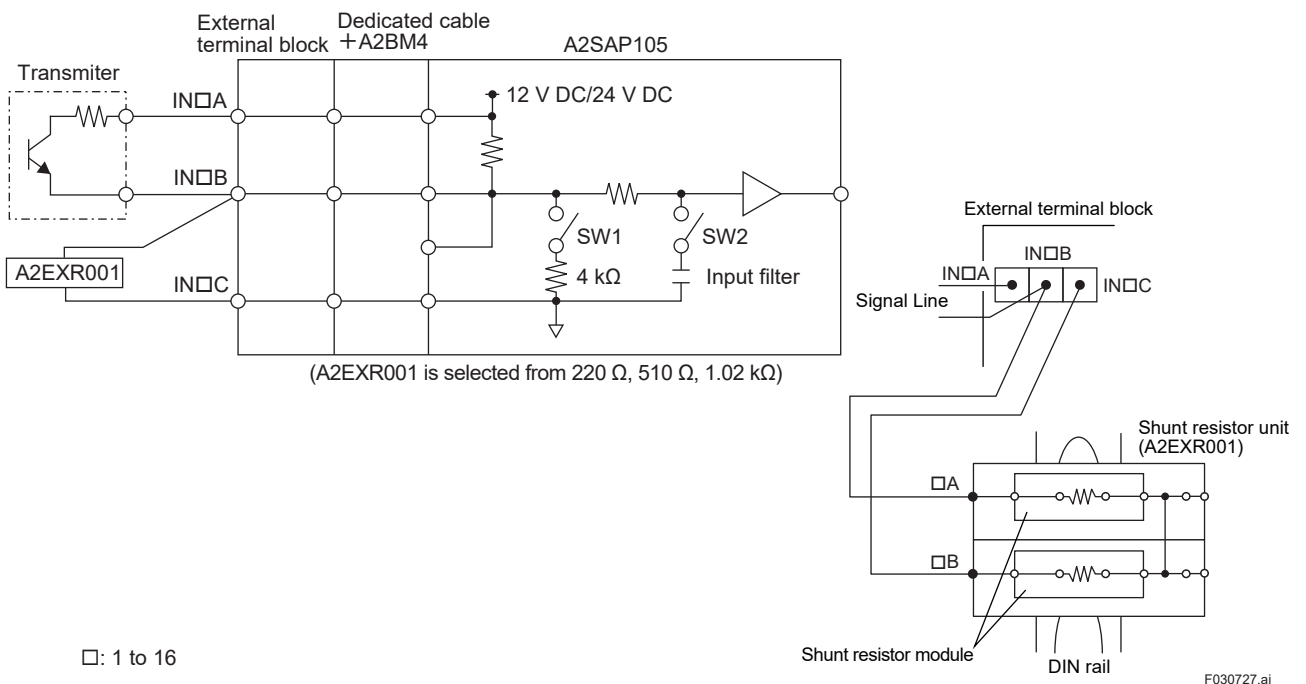 External
terminal block
Dedicated cable
＋A2BM4
A2SAP105
Transmiter
IN□A
12 V DC/24 V DC
IN□B
SW1
SW2
A2EXR001
IN□C
4 kΩ
Input filter
(A2EXR001 is selected from 220 Ω, 510 Ω, 1.02 kΩ)
External terminal block
IN□B
IN□A
IN□C
Signal Line
Shunt resistor unit
(A2EXR001)
□A
□B
Shunt resistor module
DIN rail
□: 1 to 16
F030727.ai